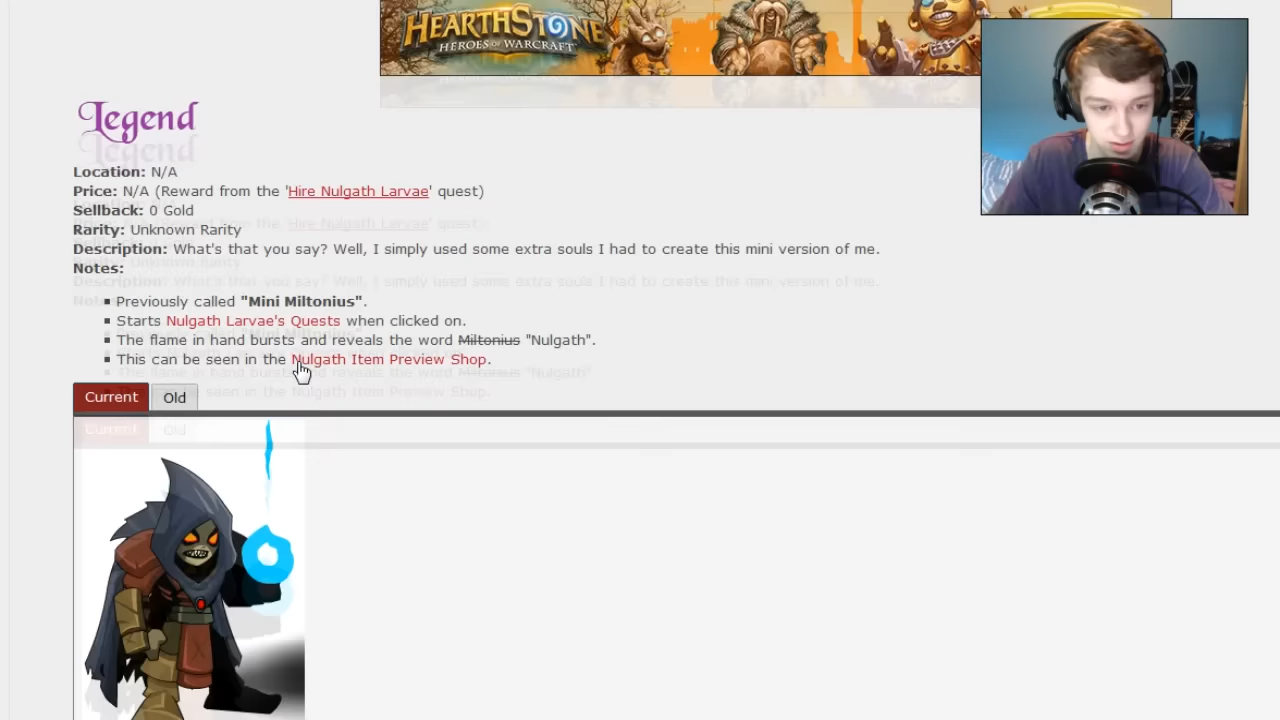 HEARTHSTONE
HEROES OF WARCRAFT
Legend
Location: N/A
Price: N/A (Reward from the 'Hire Nulgath Larvae' quest)
Sellback: 0 Gold
Rarity: Unknown Rarity
Description: What's that you say? Well, I simply used some extra souls I had to create this mini version of me.
Notes:
Previously called "Mini Miltonius".
Starts Nulgath Larvae's Quests when clicked on.
The flame in hand bursts and reveals the word Miltonius "Nulgath".
This can be seen in the Nulgath Item Preview Shop.
Current Old